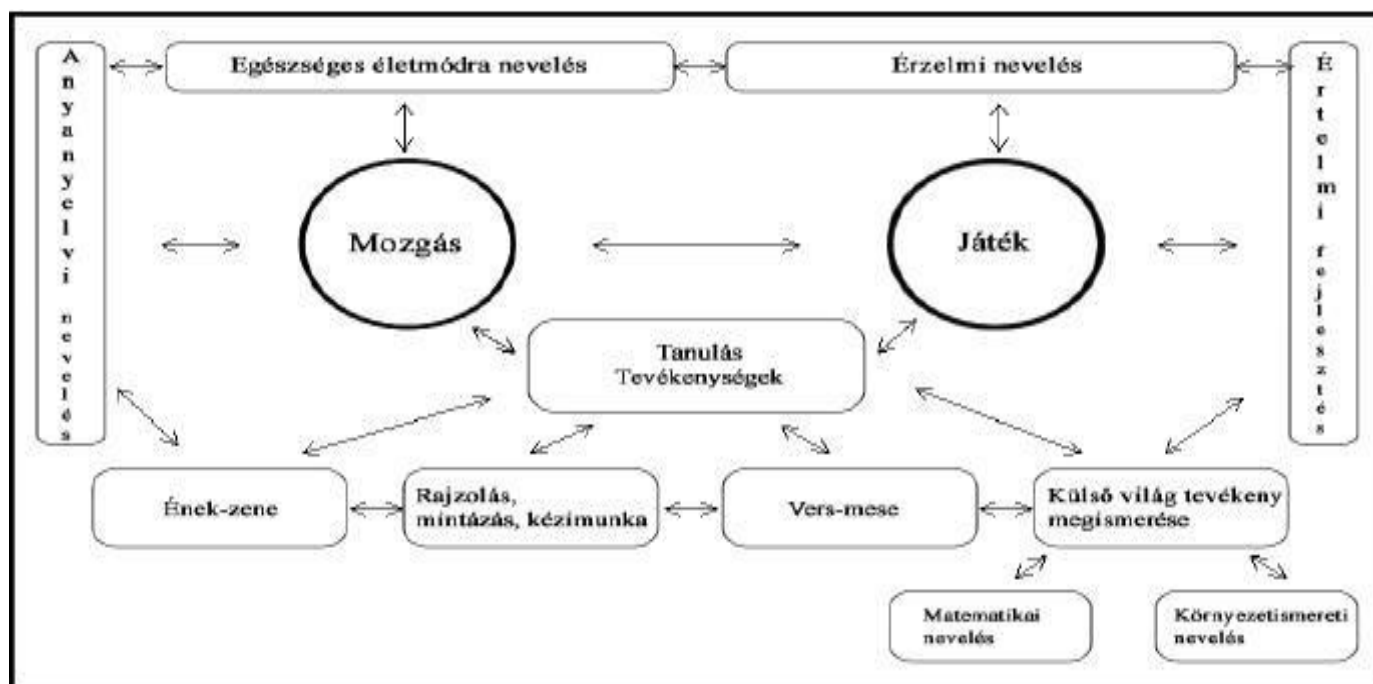 Anyanyelvi nevelés
Egészséges életmódra nevelés
Érzelmi nevelés
Értelmi fejlesztés
Mozgás
Játék
Tanulás
Tevékenységek
Ének-zene
Rajzolás,
mintázás, kézimunka
Vers-mese
Külső világ tevékeny
megismerése
Matematikai
nevelés
Környezetismereti
nevelés